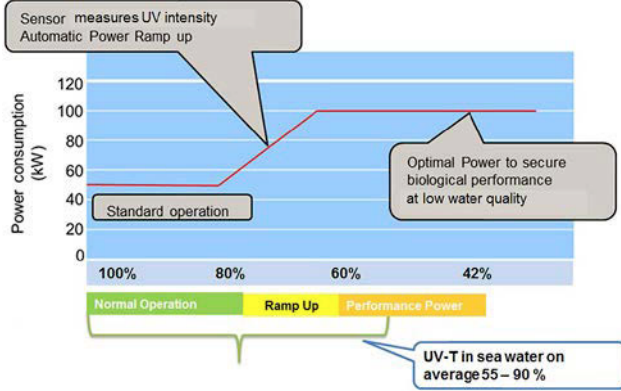 Sensor measures UV intensity
Automatic Power Ramp up
Power consumption
(kW)
120
100
80
60
40
20
0
Optimal Power to secure
biological performance
at low water quality
Standard operation
100% 80% 60% 42%
Normal Operation Ramp Up Performance Power
UV-T in sea water on
average 55 – 90 %